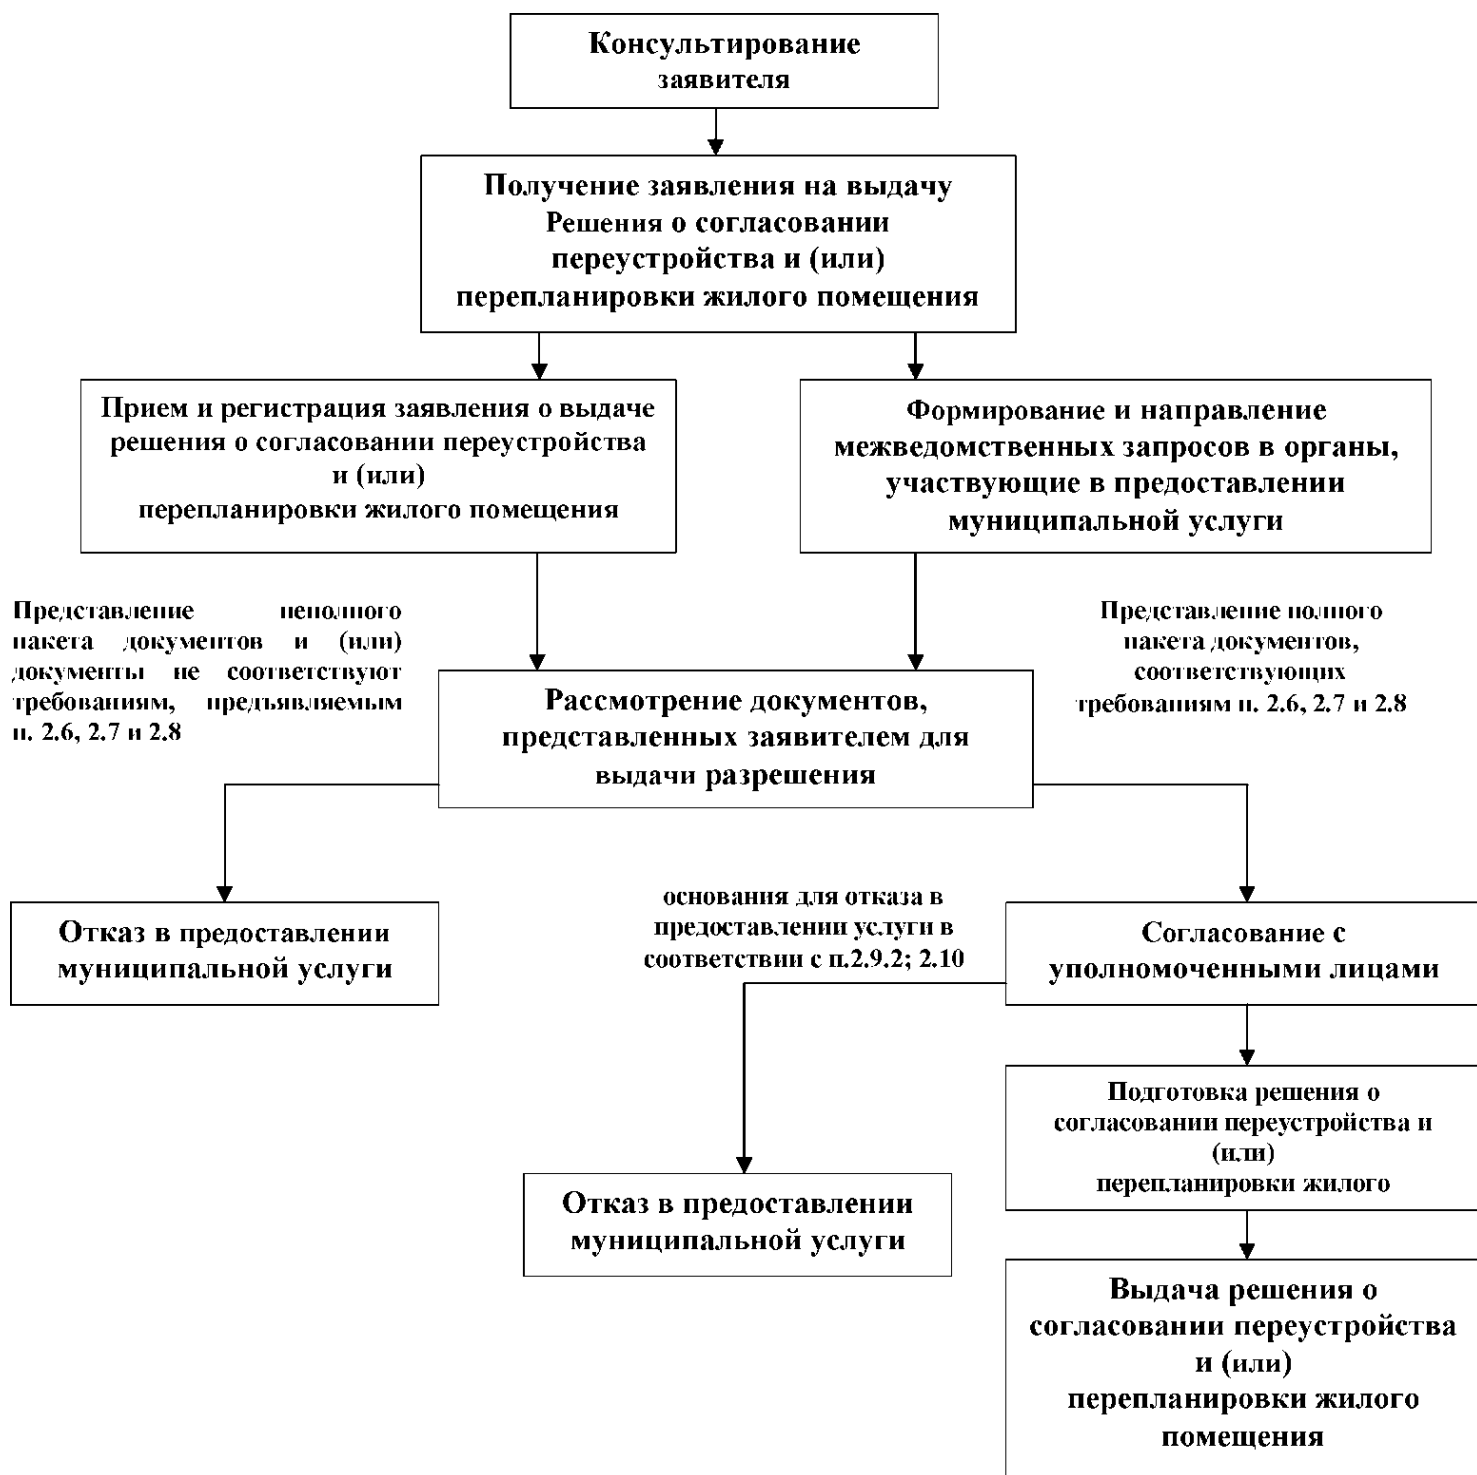 Консультирование
заявителя
Получение заявления на выдачу
Решения о согласовании
переустройства и (или)
перепланировки жилого помещения
Прием и регистрация заявления о выдаче
решения о согласовании переустройства
и (или)
перепланировки жилого помещения
Формирование и направление
межведомственных запросов в органы,
участвующие в предоставлении
муниципальной услуги
Представление неполного
пакета документов и (или)
документы не соответствуют
требованиям, предъявляемым
п. 2.6, 2.7 и 2.8
Представление полного
пакета документов,
соответствующих
требованиям п. 2.6, 2.7 и 2.8
Рассмотрение документов,
представленных заявителем для
выдачи разрешения
Отказ в предоставлении
муниципальной услуги
основания для отказа в
предоставлении услуги в
соответствии с п.2.9.2; 2.10
Согласование с
уполномоченными лицами
Подготовка решения о
согласовании переустройства и
(или)
перепланировки жилого
Отказ в предоставлении
муниципальной услуги
Выдача решения о
согласовании переустройства
и (или)
перепланировки жилого
помещения